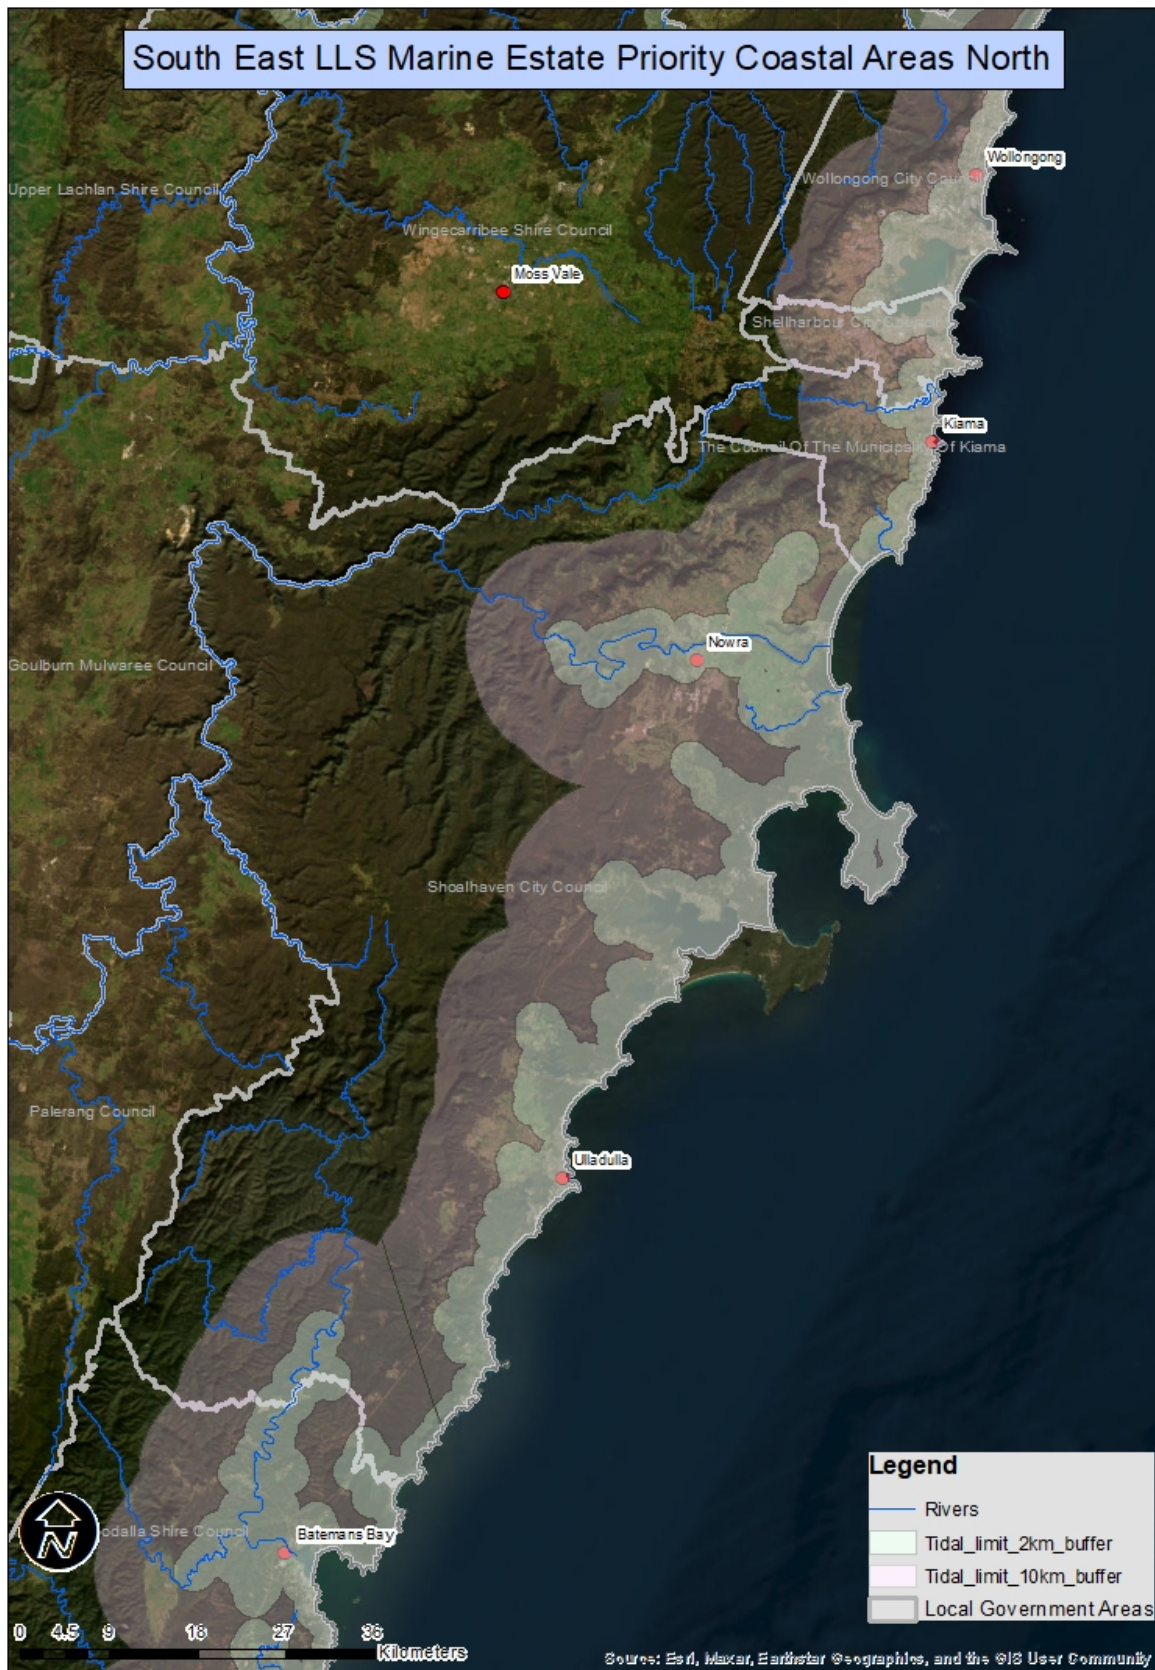 South East LLS Marine Estate Priority Coastal Areas North
Wollongong
Wollongong City Council
Upper Lachlan Shire Council
Wingecarribee Shire Council
Moss Vale
Shellharbour City Council
Kiama
The Council Of The Municipality Of Kiama
Nowra
Goulburn Mulwaree Council
Shoalhaven City Council
Palerang Council
Ulladulla
Legend
Rivers
Tidal_limit_2km_buffer
Tidal_limit_10km_buffer
Local Government Areas
N
odalla Shire Council
Batemans Bay
0 4.5 9 18 27 36
Kilometers
Source: Esri, Maxar, Earthstar Geographics, and the GIS User Community